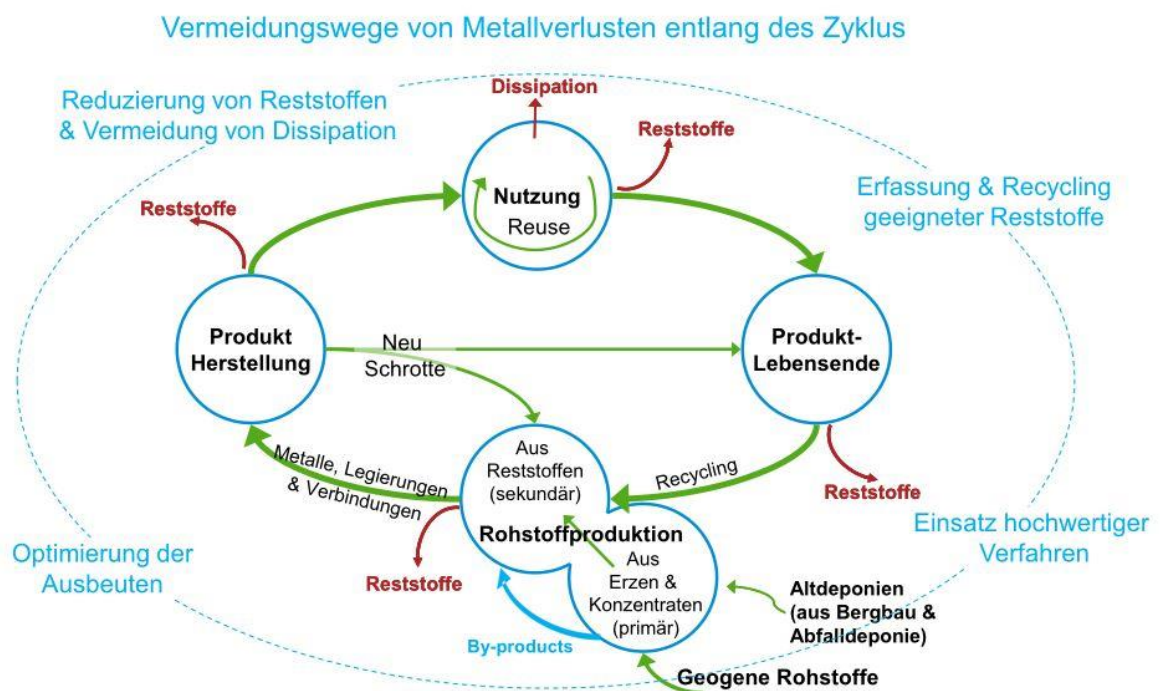 Vermeidungswege von Metallverlusten entlang des Zyklus
Reduzierung von Reststoffen
& Vermeidung von Dissipation
Dissipation
Reststoffe
Nutzung
Reuse
Erfassung & Recycling
geeigneter Reststoffe
Reststoffe
Produkt
Herstellung
Neu
Schrotte
Produkt-
Lebensende
Metalle, Legierungen
& Verbindungen
Aus
Reststoffen
(sekundär)
Recycling
Reststoffe
Rohstoffproduktion
Einsatz hochwertiger
Verfahren
Optimierung der
Ausbeuten
Reststoffe
Aus
Erzen &
Konzentraten
(primär)
Altdeponien
(aus Bergbau &
Abfalldeponie)
By-products
Geogene Rohstoffe